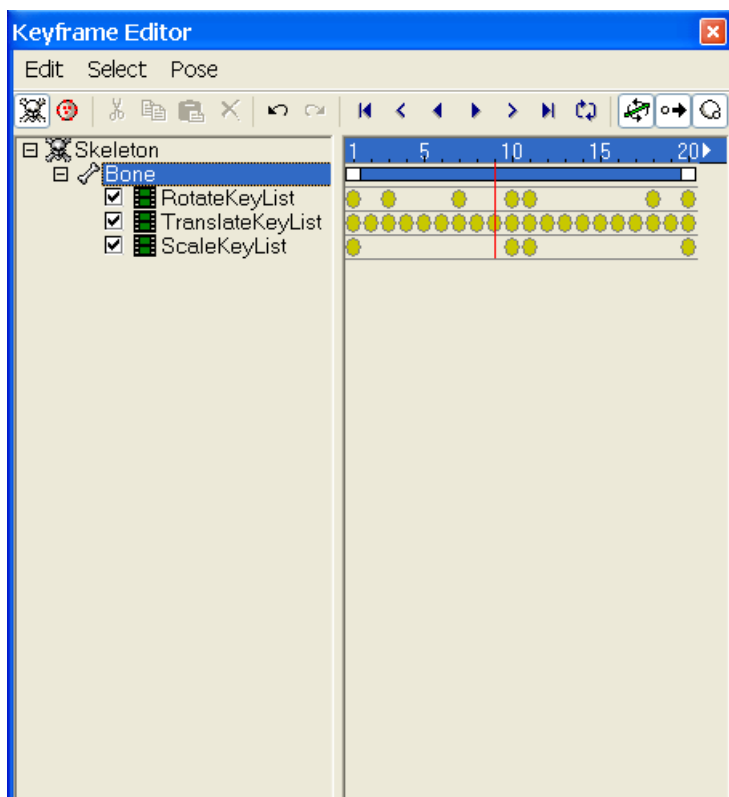 Keyframe Editor
Edit Select Pose
Skeleton
1 5 10 15 20
Bone
RotateKeyList
TranslateKeyList
ScaleKeyList